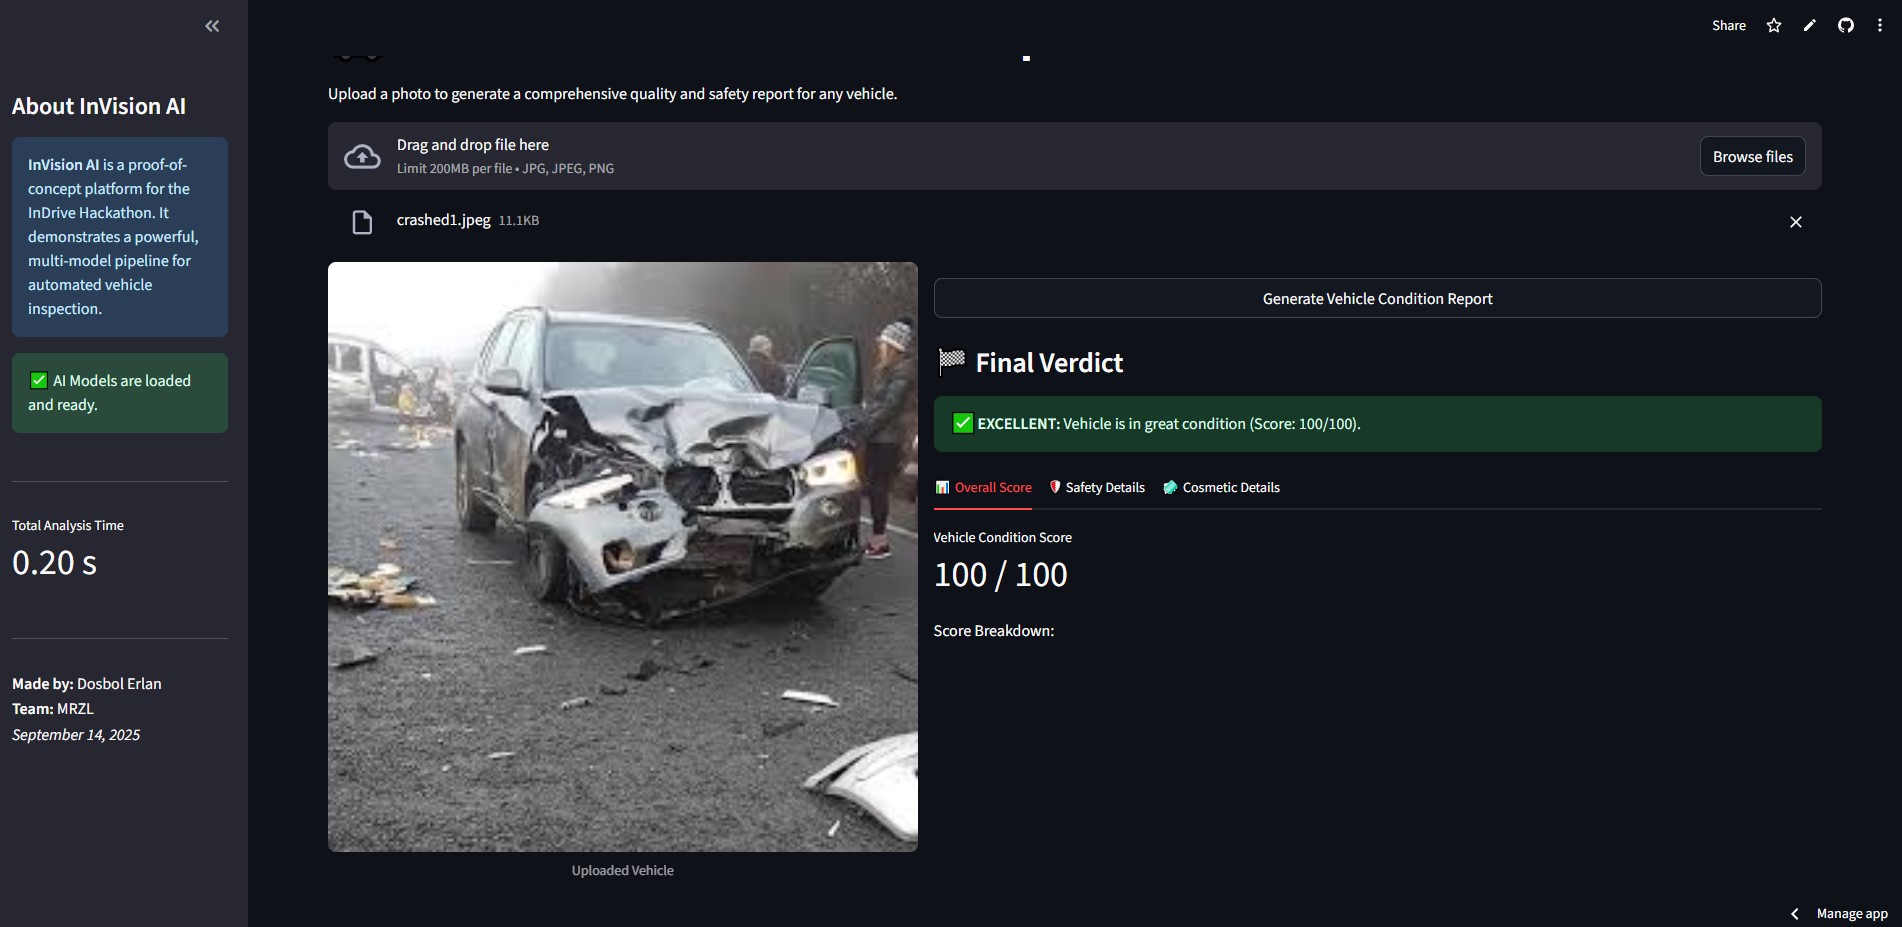 About InVision AI
InVision AI is a proof-of-
concept platform for the
InDrive Hackathon. It
demonstrates a powerful,
multi-model pipeline for
automated vehicle
inspection.
✅ AI Models are loaded
and ready.
Total Analysis Time
0.20 s
Made by: Dosbol Erlan
Team: MRZL
September 14, 2025
Share
Upload a photo to generate a comprehensive quality and safety report for any vehicle.
Drag and drop file here
Limit 200MB per file • JPG, JPEG, PNG
Browse files
crashed1.jpeg 11.1KB
Uploaded Vehicle
Generate Vehicle Condition Report
🏁 Final Verdict
✅ EXCELLENT: Vehicle is in great condition (Score: 100/100).
📊 Overall Score 🛡️ Safety Details 🧼 Cosmetic Details
Vehicle Condition Score
100 / 100
Score Breakdown:
Manage app